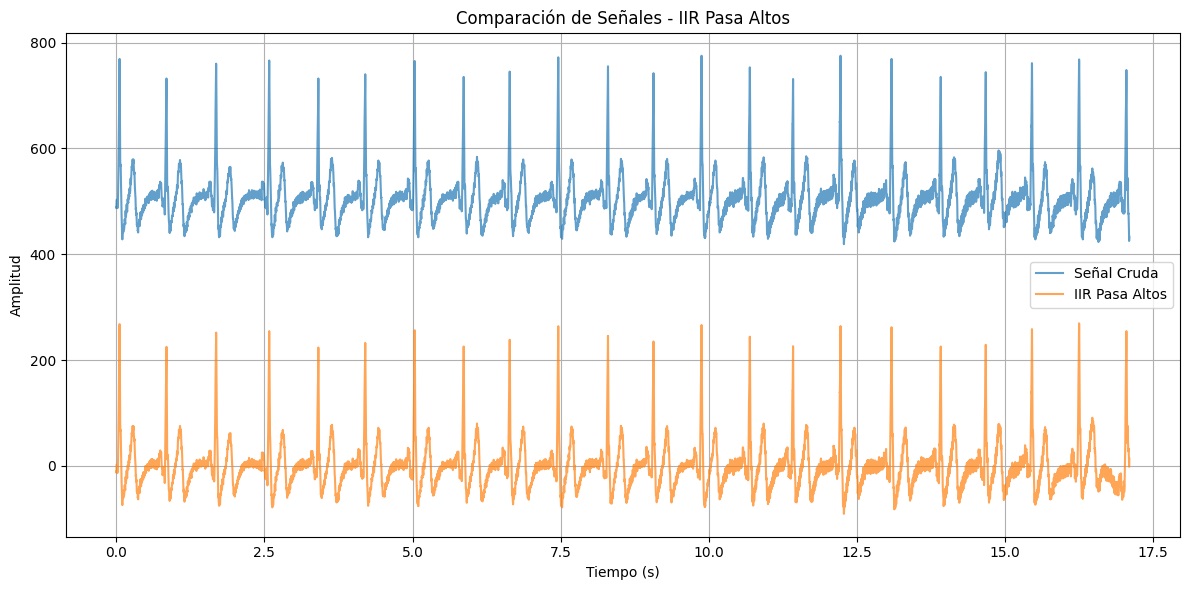 Comparación de Señales - IIR Pasa Altos
800
600
400
200
0
Amplitud
Señal Cruda
IIR Pasa Altos
0.0 2.5 5.0 7.5 10.0 12.5 15.0 17.5
Tiempo (s)